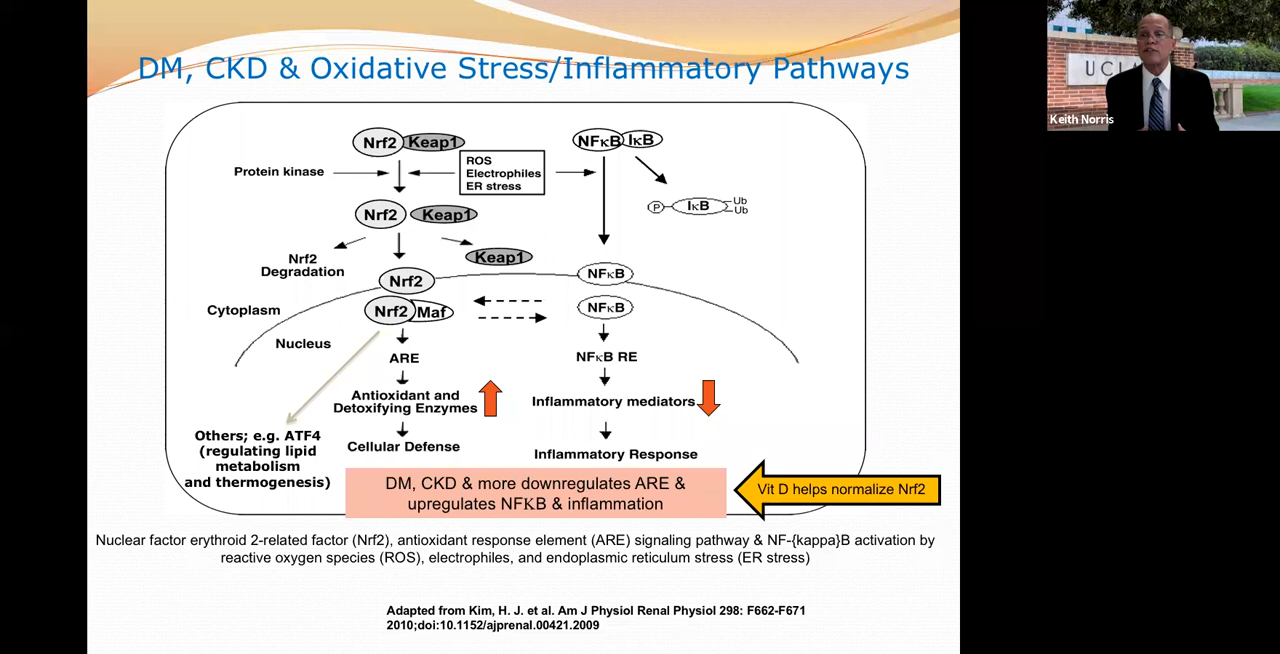 DM, CKD & Oxidative Stress/Inflammatory Pathways
UCL
Keith Norris
Nrf2 Keap1
NFκB IκB
Protein kinase
ROS
Electrophiles
ER stress
Nrf2 Keap1
P IκB Ub
Ub
Nrf2
Degradation
Keap1
Nrf2
NFκB
Cytoplasm
Nrf2 Maf
NFκB
Nucleus
ARE
NFκB RE
Antioxidant and
Detoxifying Enzymes
Inflammatory mediators
Cellular Defense
Inflammatory Response
Others; e.g. ATF4
(regulating lipid
metabolism
and thermogenesis)
DM, CKD & more downregulates ARE &
upregulates NFΚB & inflammation
Vit D helps normalize Nrf2
Nuclear factor erythroid 2-related factor (Nrf2), antioxidant response element (ARE) signaling pathway & NF-{kappa}B activation by
reactive oxygen species (ROS), electrophiles, and endoplasmic reticulum stress (ER stress)
Adapted from Kim, H. J. et al. Am J Physiol Renal Physiol 298: F662-F671
2010;doi:10.1152/ajprenal.00421.2009